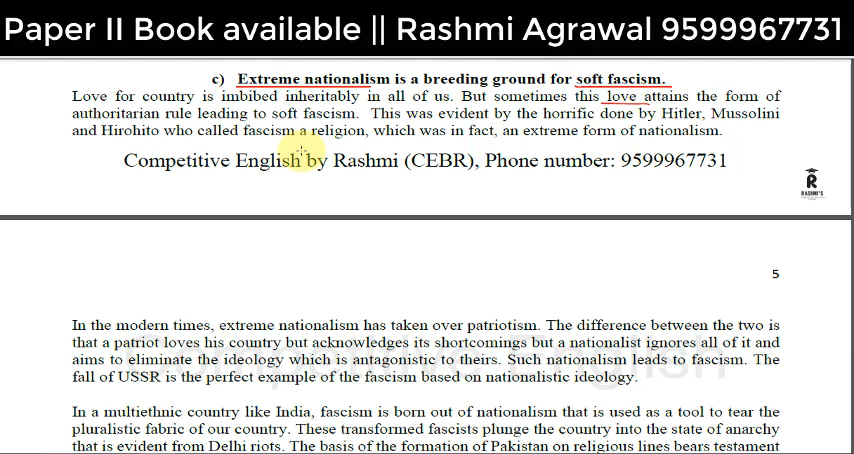 Paper II Book available || Rashmi Agrawal 9599967731
c) Extreme nationalism is a breeding ground for soft fascism.
Love for country is imbibed inheritably in all of us. But sometimes this love attains the form of
authoritarian rule leading to soft fascism. This was evident by the horrific done by Hitler, Mussolini
and Hirohito who called fascism a religion, which was in fact, an extreme form of nationalism.
Competitive English by Rashmi (CEBR), Phone number: 9599967731
R
RASHMI'S
5
In the modern times, extreme nationalism has taken over patriotism. The difference between the two is
that a patriot loves his country but acknowledges its shortcomings but a nationalist ignores all of it and
aims to eliminate the ideology which is antagonistic to theirs. Such nationalism leads to fascism. The
fall of USSR is the perfect example of the fascism based on nationalistic ideology.
Competitive English
In a multiethnic country like India, fascism is born out of nationalism that is used as a tool to tear the
pluralistic fabric of our country. These transformed fascists plunge the country into the state of anarchy
that is evident from Delhi riots. The basis of the formation of Pakistan on religious lines bears testament